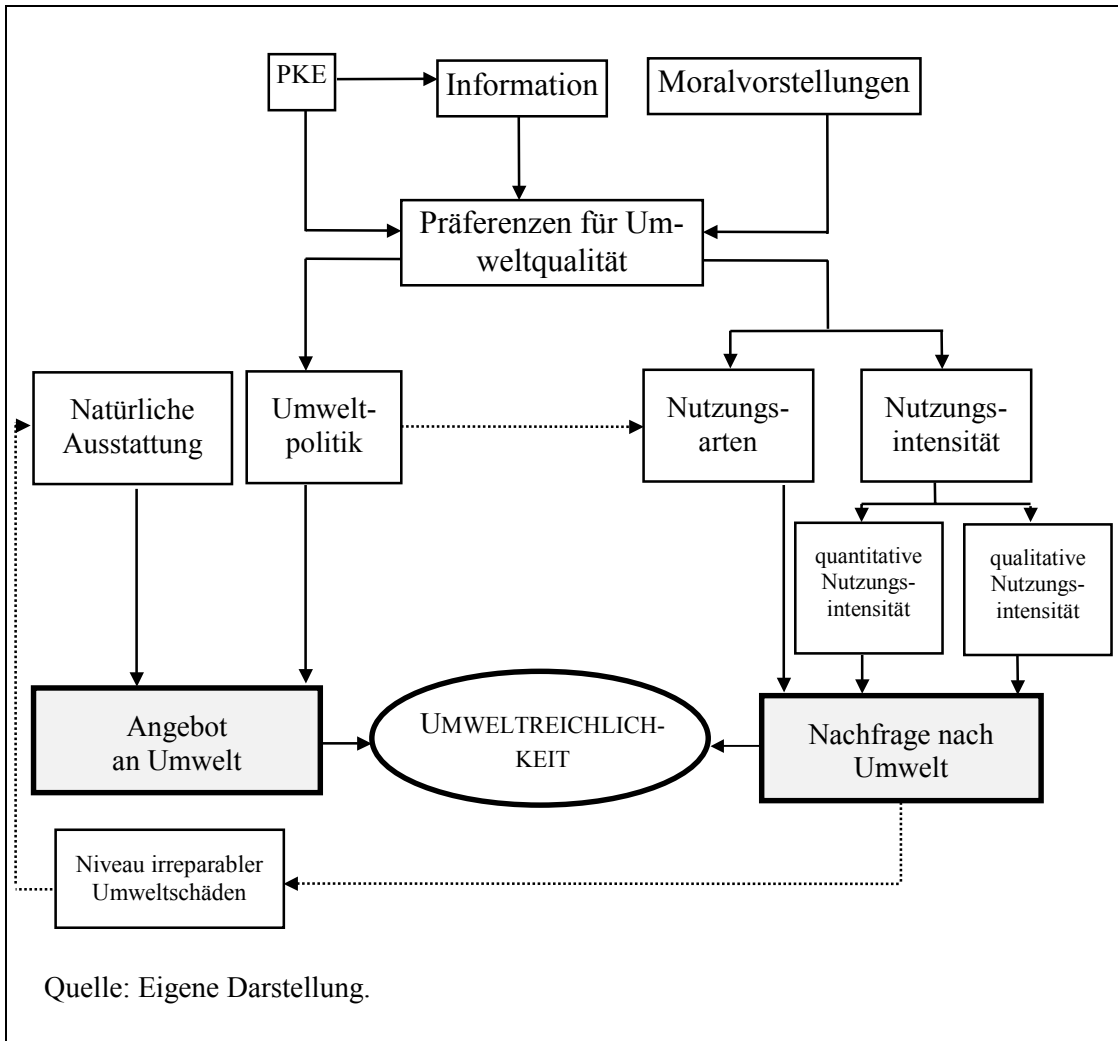 PKE
Information
Moralvorstellungen
Präferenzen für Um-
weltqualität
Natürliche
Ausstattung
Umwelt-
politik
Nutzungs-
arten
Nutzungs-
intensität
quantitative
Nutzungs-
intensität
qualitative
Nutzungs-
intensität
Angebot
an Umwelt
UMWELTREICHLICH-
KEIT
Nachfrage nach
Umwelt
Niveau irreparabler
Umweltschäden
Quelle: Eigene Darstellung.